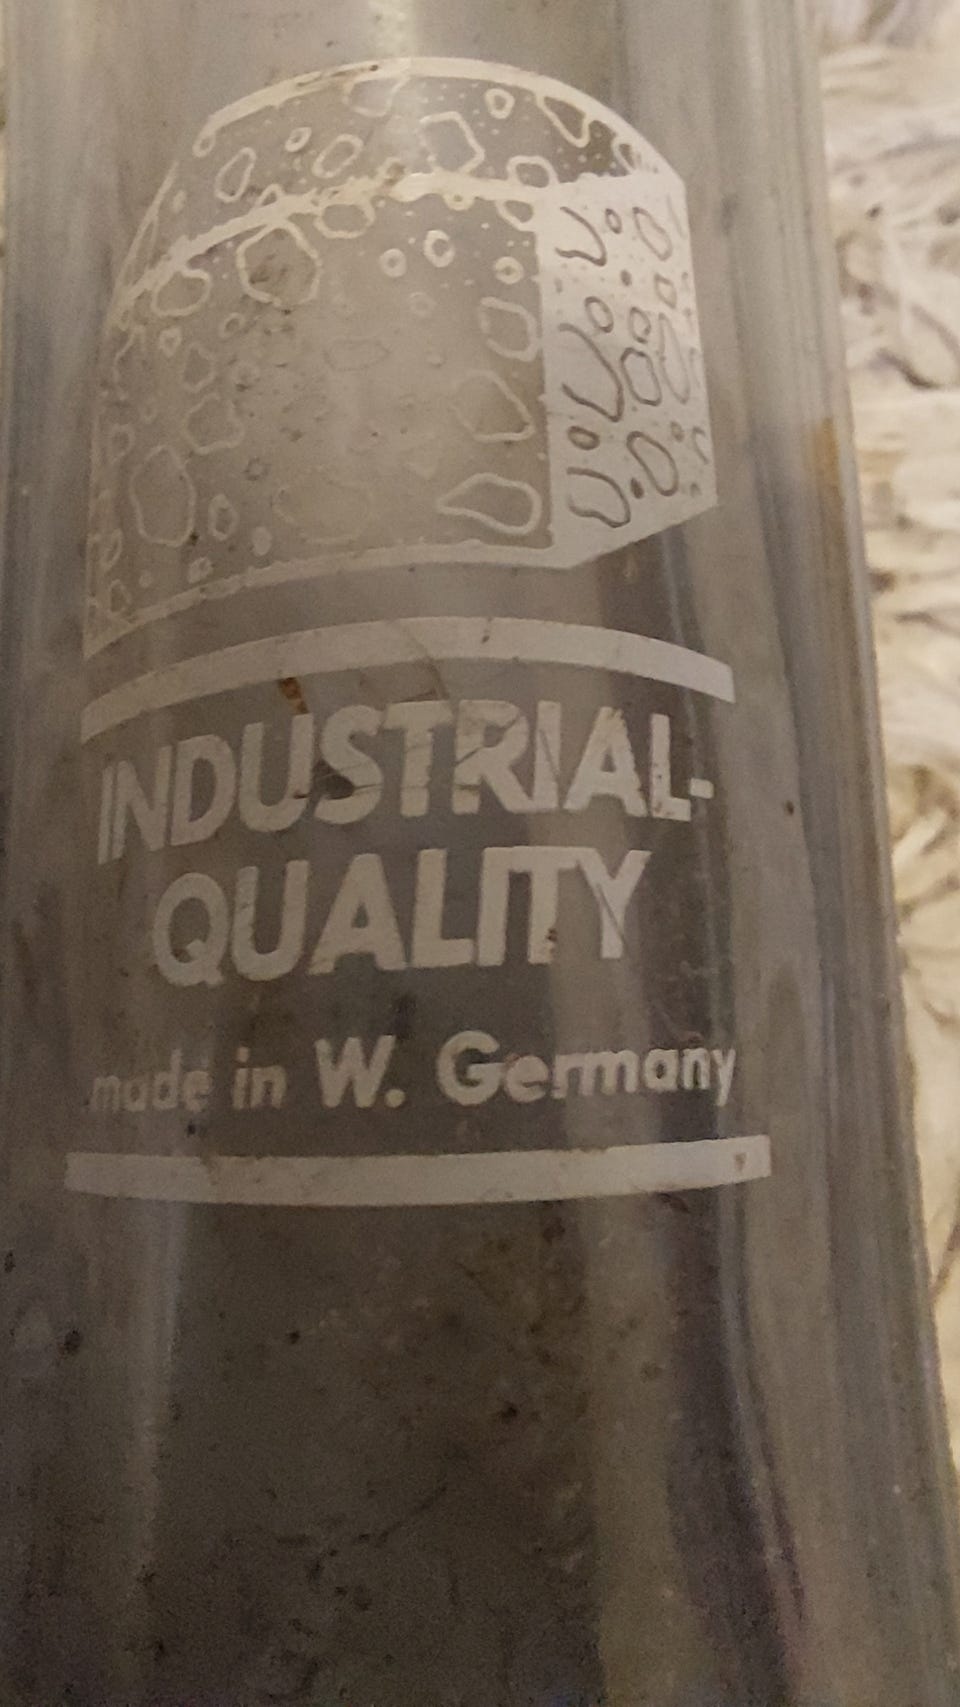 INDUSTRIAL-
QUALITY
made in W. Germany